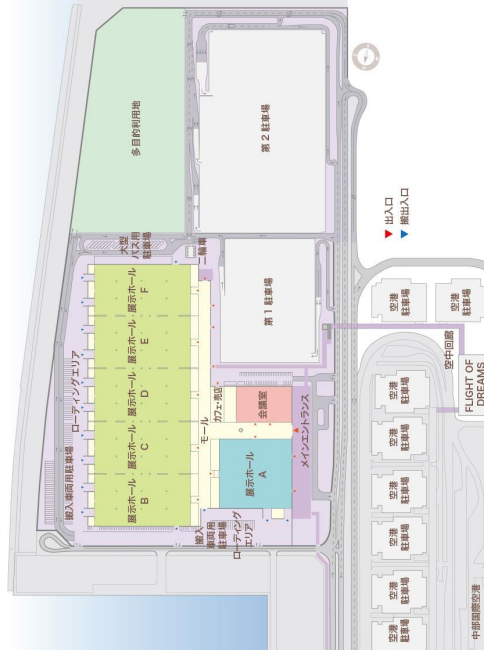 多目的利用地
第2駐車場
大型
バス用
駐車場
二輪車
第1駐車場
搬入車両用駐車場
ローディングエリア
展示ホール
B
展示ホール
C
展示ホール
D
展示ホール
E
展示ホール
F
モール
カフェ・売店
会議室
展示ホール
A
メインエントランス
搬入
車両用
駐車場
ローディング
エリア
出入口
搬出入口
空港
駐車場
空港
駐車場
空港
駐車場
空港
駐車場
空港
駐車場
空港
駐車場
空港
駐車場
空港
駐車場
空中回廊
FLIGHT OF
DREAMS
中部国際空港